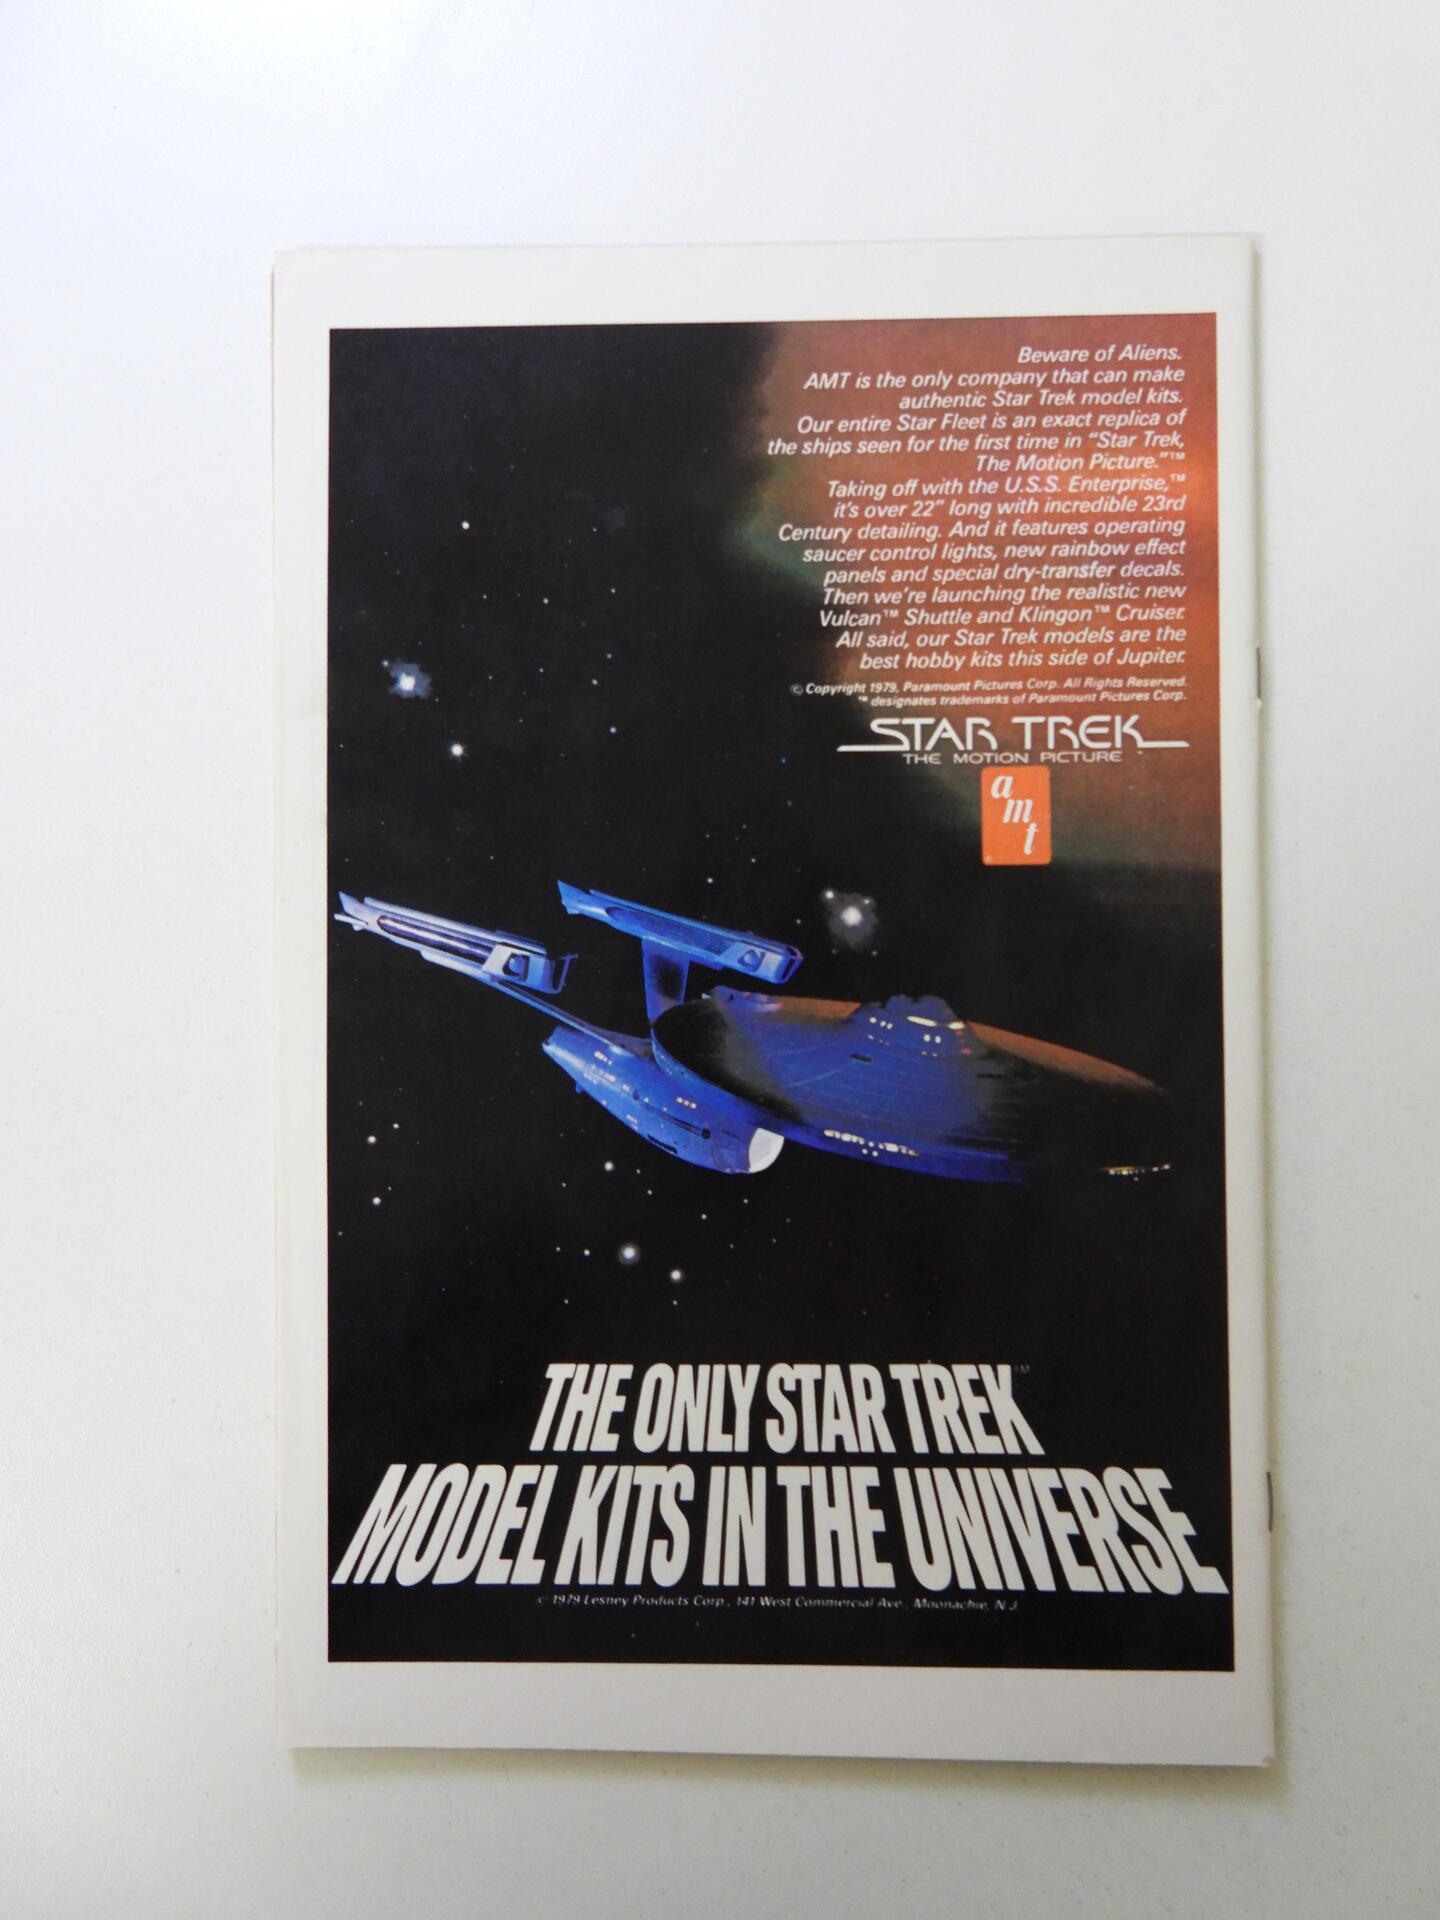 Beware of Aliens.
AMT is the only company that can make
authentic Star Trek model kits.
Our entire Star Fleet is an exact replica of
the ships seen for the first time in "Star Trek,
The Motion Picture."™
Taking off with the U.S.S. Enterprise,™
it's over 22" long with incredible 23rd
Century detailing. And it features operating
saucer control lights, new rainbow effect
panels and special dry-transfer decals.
Then we're launching the realistic new
Vulcan™ Shuttle and Klingon™ Cruiser.
All said, our Star Trek models are the
best hobby kits this side of Jupiter.
© Copyright 1979, Paramount Pictures Corp. All Rights Reserved.
™ designates trademarks of Paramount Pictures Corp.
STAR TREK™
THE MOTION PICTURE
amt
THE ONLY STAR TREK™
MODEL KITS IN THE UNIVERSE
© 1979 Lesney Products Corp., 141 West Commercial Ave., Moonachie, N.J.